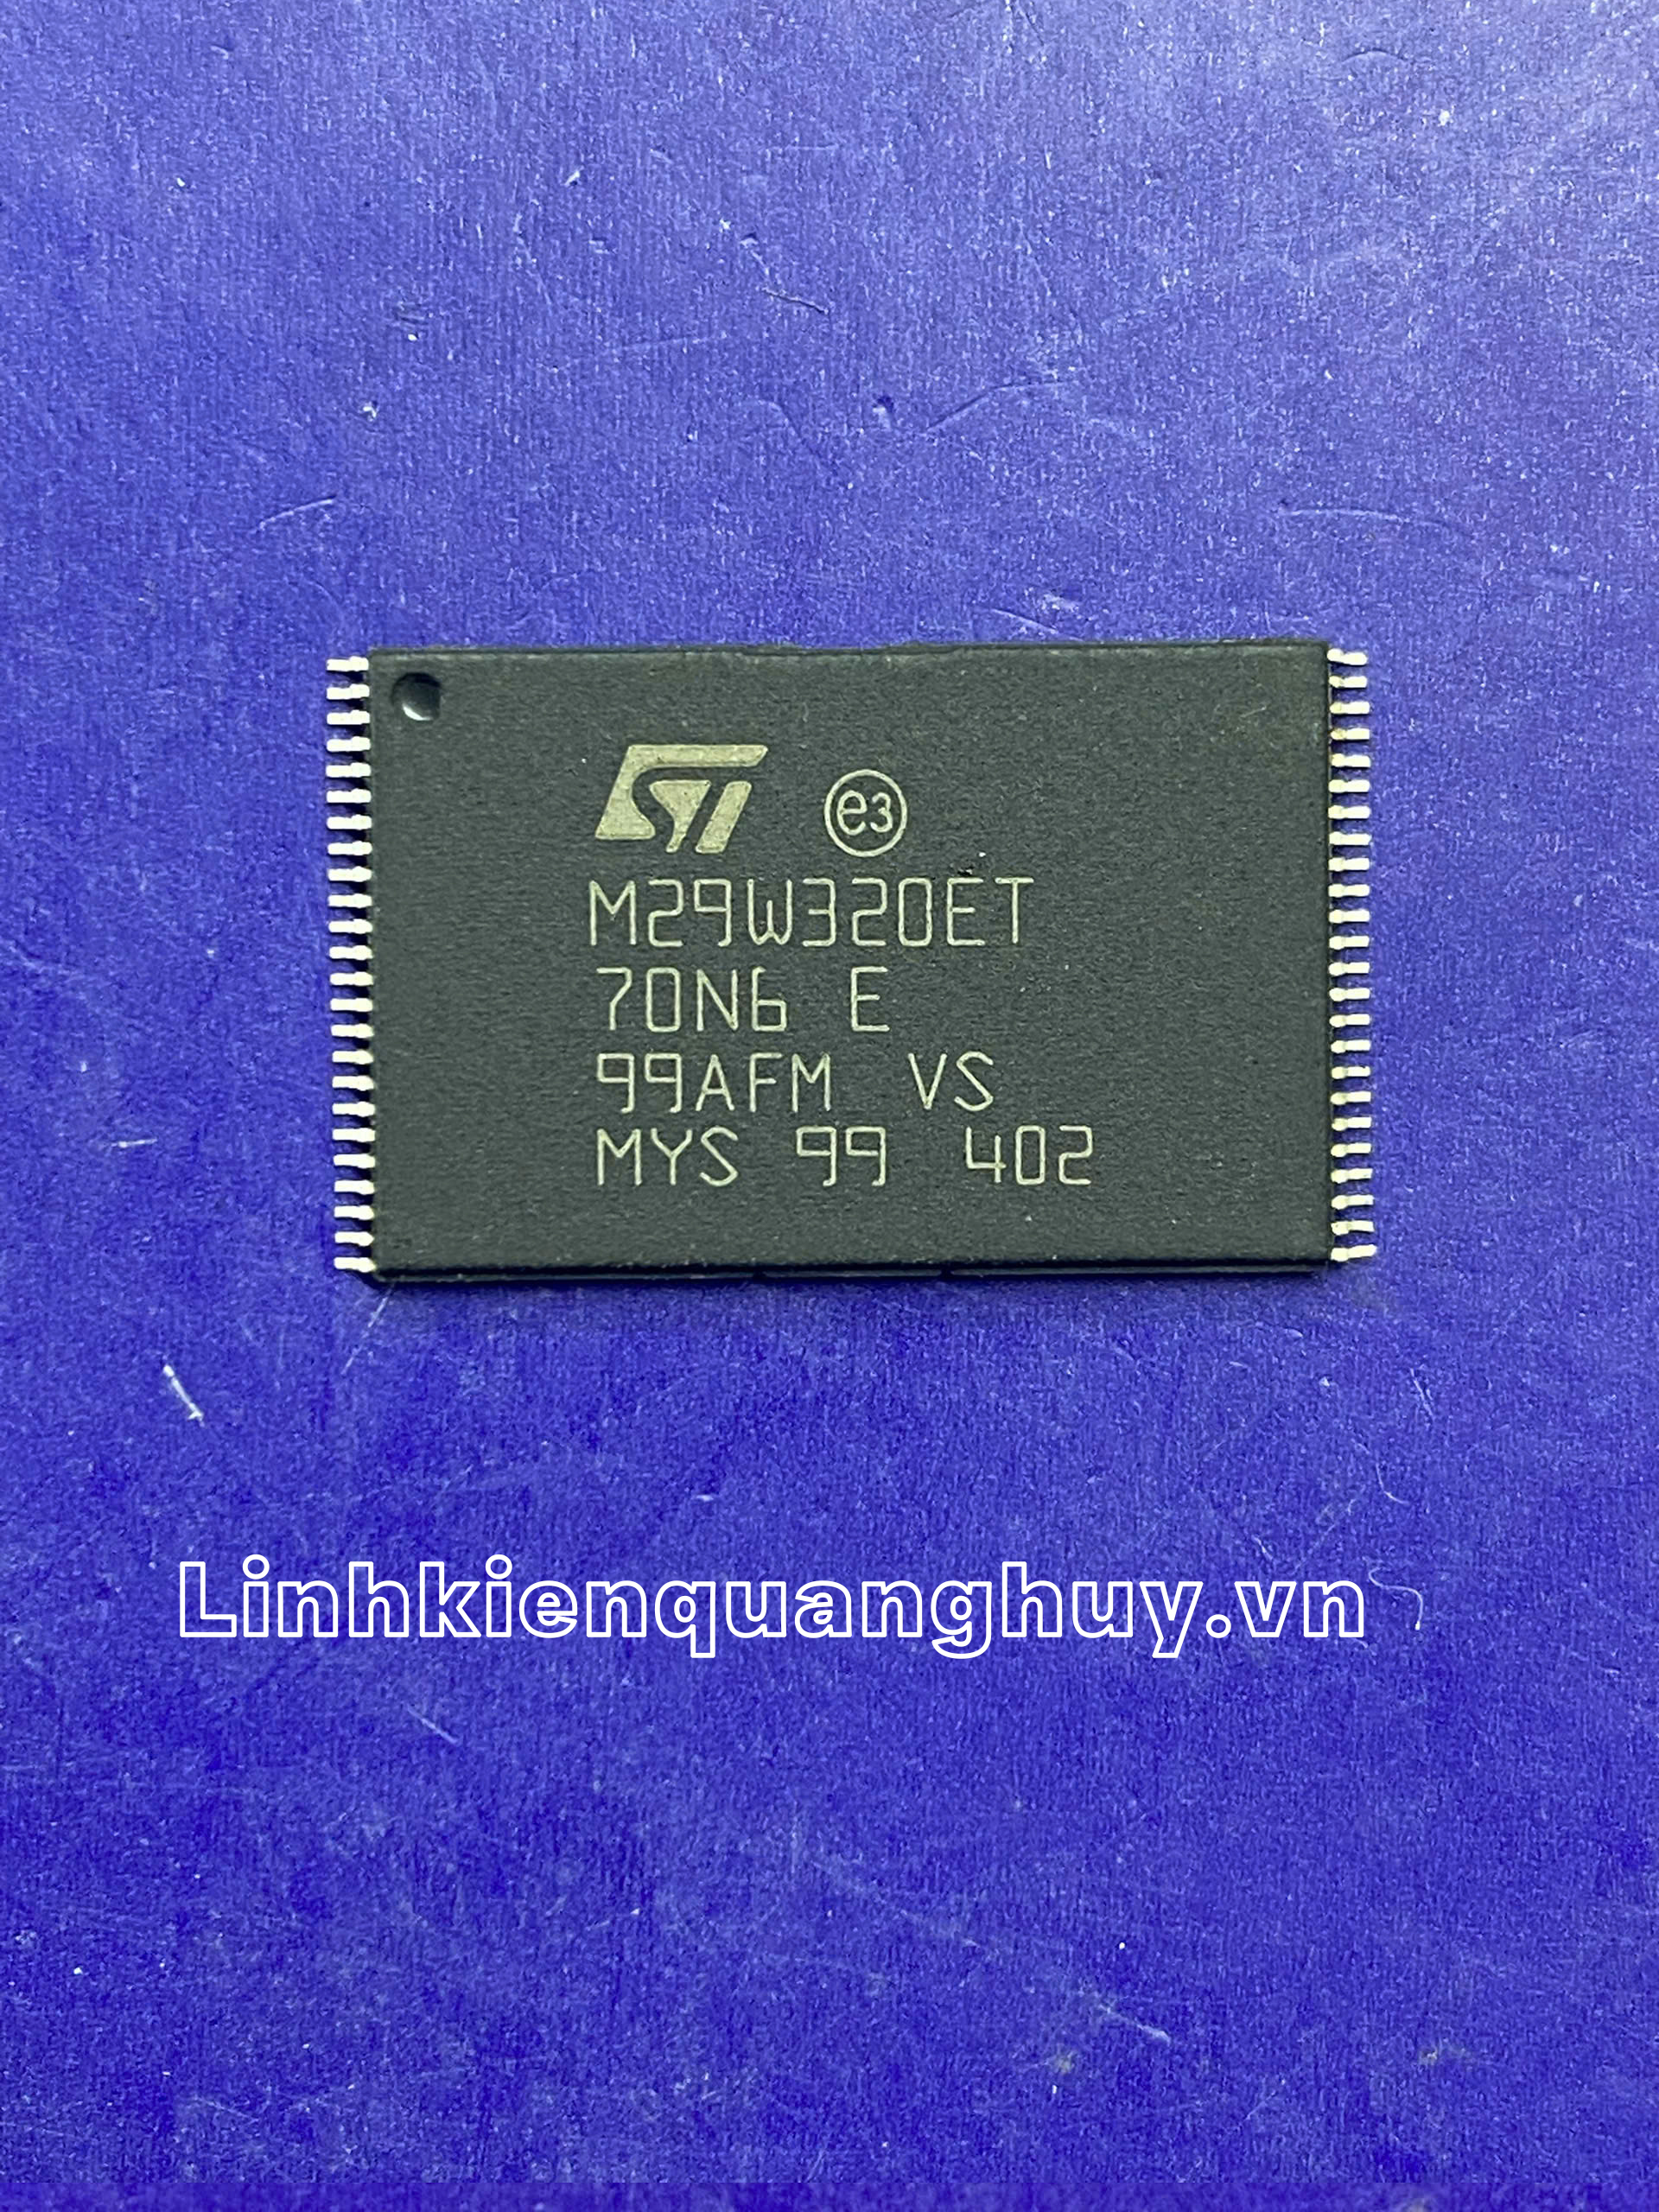 ST e3
M29W320ET
70N6 E
99AFM VS
MYS 99 402
Linhkienquanghuy.vn